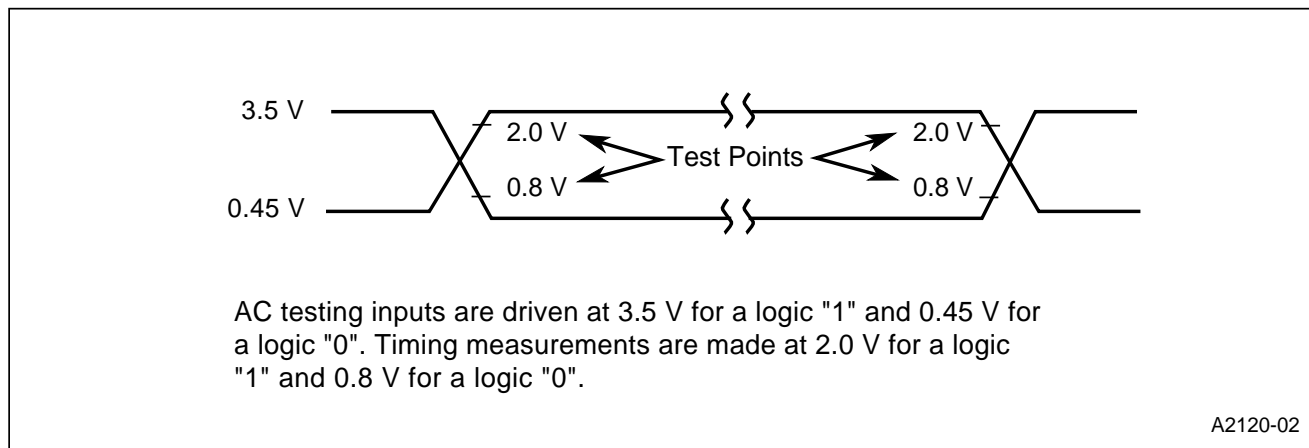 3.5 V
2.0 V
2.0 V
Test Points
0.8 V
0.8 V
0.45 V
AC testing inputs are driven at 3.5 V for a logic "1" and 0.45 V for
a logic "0". Timing measurements are made at 2.0 V for a logic
"1" and 0.8 V for a logic "0".
A2120-02